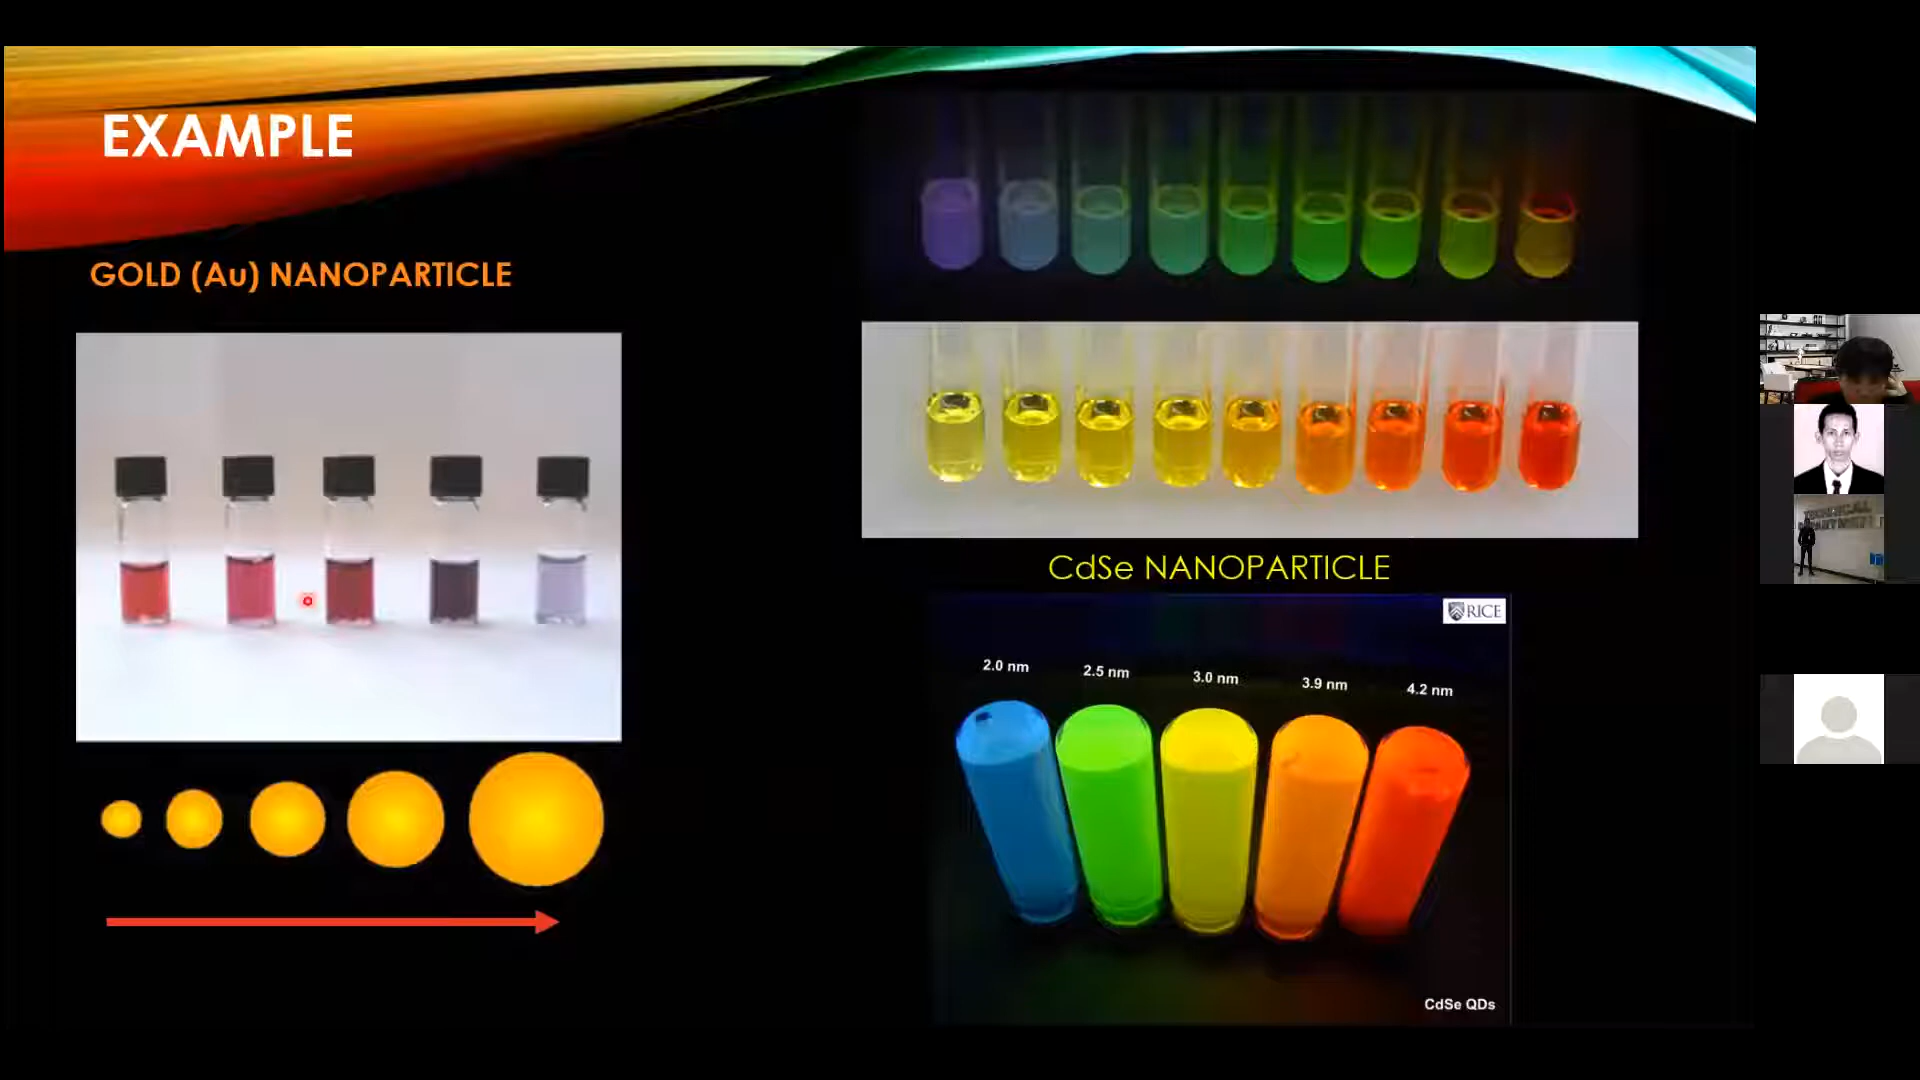 EXAMPLE
GOLD (Au) NANOPARTICLE
CdSe NANOPARTICLE
RICE
2.0 nm
2.5 nm
3.0 nm
3.9 nm
4.2 nm
CdSe QDs